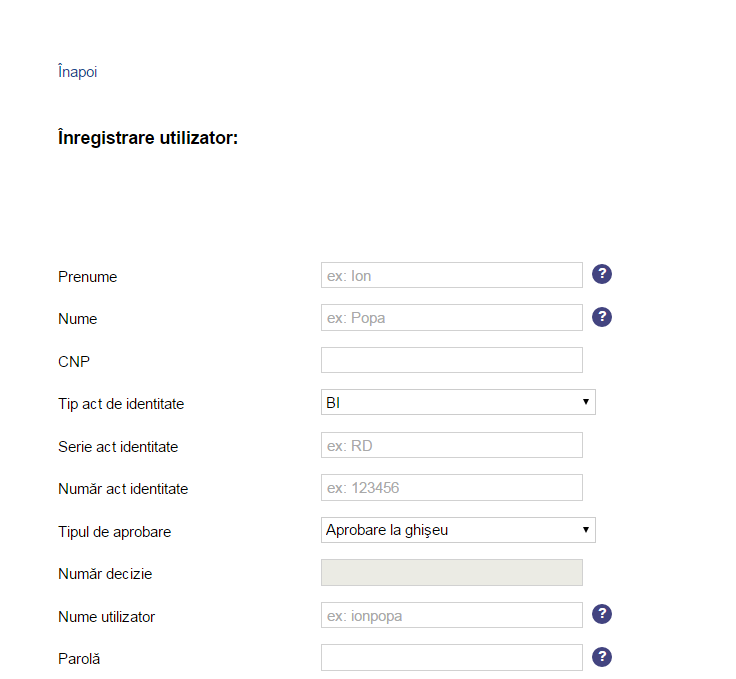 Înapoi
Înregistrare utilizator:
Prenume ex: Ion ?
Nume ex: Popa ?
CNP
Tip act de identitate BI
Serie act identitate ex: RD
Număr act identitate ex: 123456
Tipul de aprobare Aprobare la ghişeu
Număr decizie
Nume utilizator ex: ionpopa ?
Parolă ?